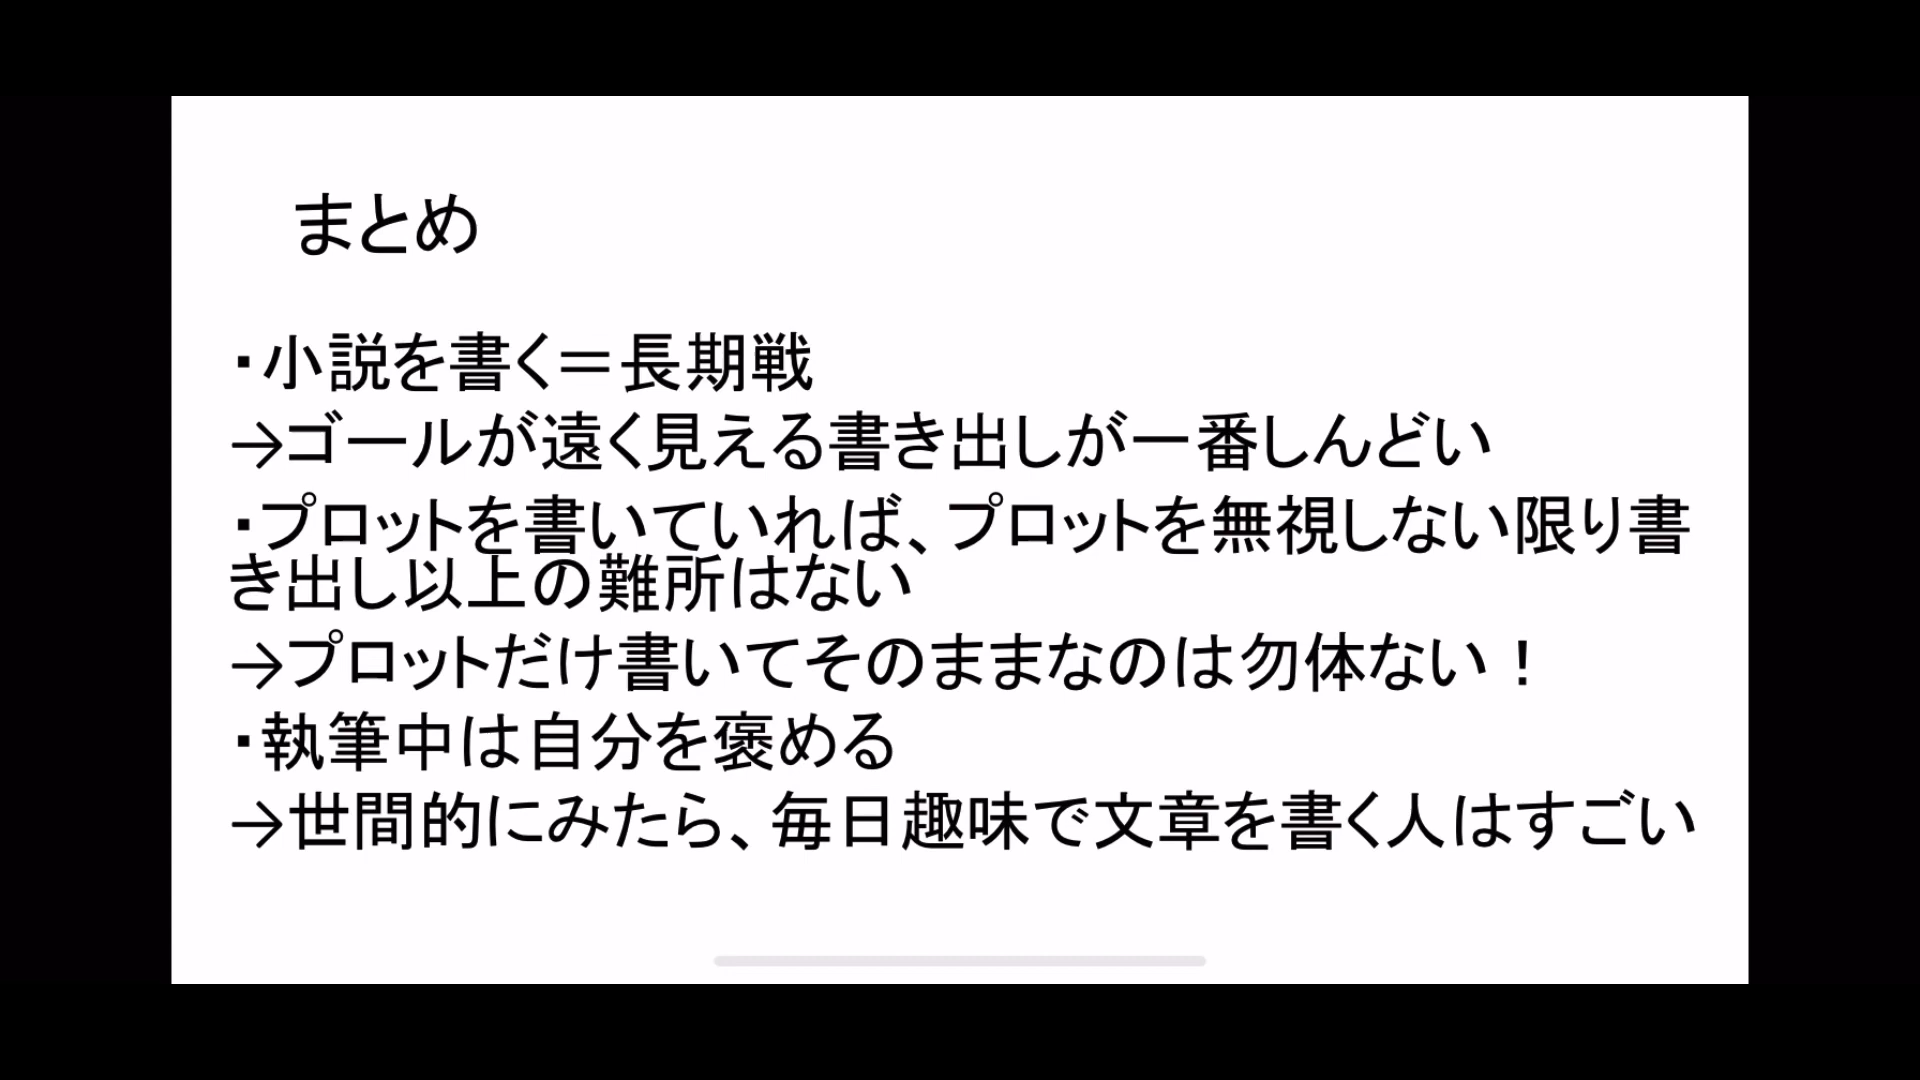 まとめ
・小説を書く＝長期戦
→ゴールが遠く見える書き出しが一番しんどい
・プロットを書いていれば、プロットを無視しない限り書
き出し以上の難所はない
→プロットだけ書いてそのままなのは勿体ない！
・執筆中は自分を褒める
→世間的にみたら、毎日趣味で文章を書く人はすごい